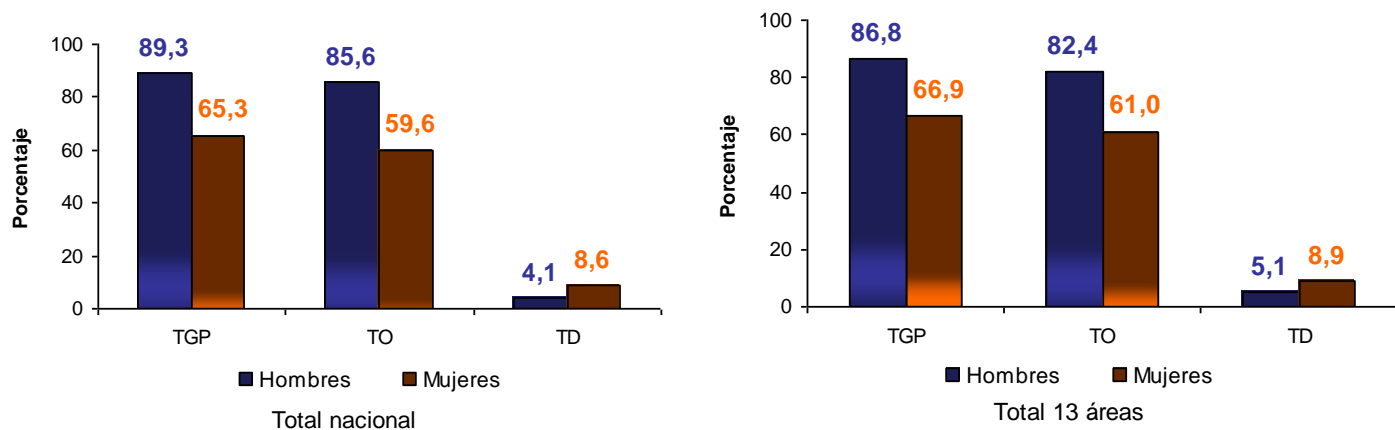 Porcentaje
100
80
60
40
20
0
89,3
65,3
85,6
59,6
4,1
8,6
TGP
TO
TD
Hombres
Mujeres
Total nacional
Porcentaje
100
80
60
40
20
0
86,8
66,9
82,4
61,0
5,1
8,9
TGP
TO
TD
Hombres
Mujeres
Total 13 áreas